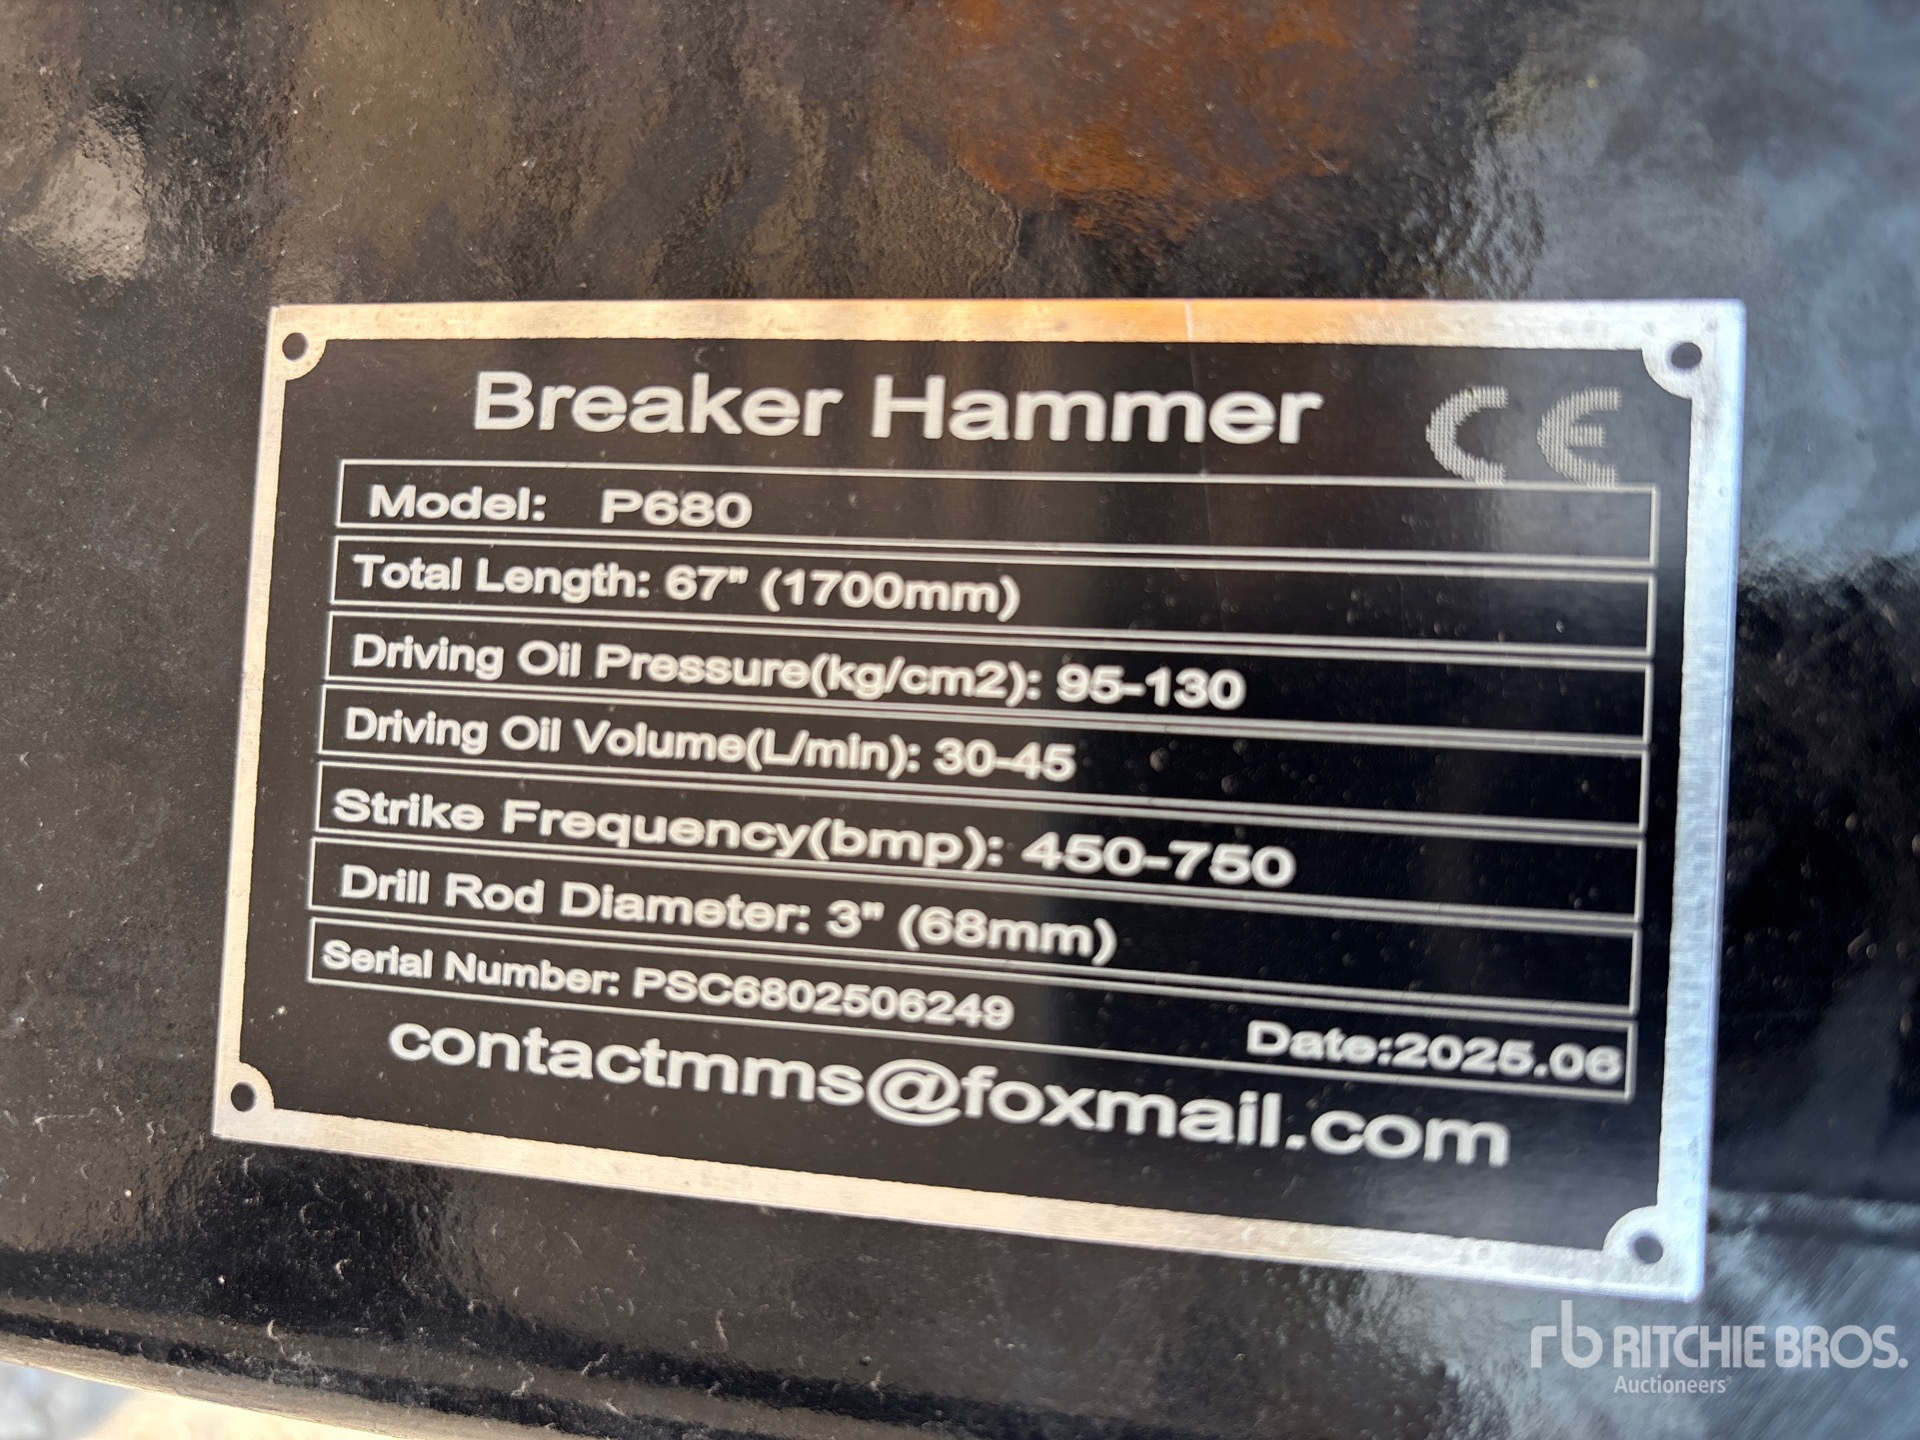 Breaker Hammer CE
Model: P680
Total Length: 67" (1700mm)
Driving Oil Pressure(kg/cm2): 95-130
Driving Oil Volume(L/min): 30-45
Strike Frequency(bmp): 450-750
Drill Rod Diameter: 3" (68mm)
Serial Number: PSC6802506249 Date:2025.06
contactmms@foxmail.com
rb RITCHIE BROS.
Auctioneers